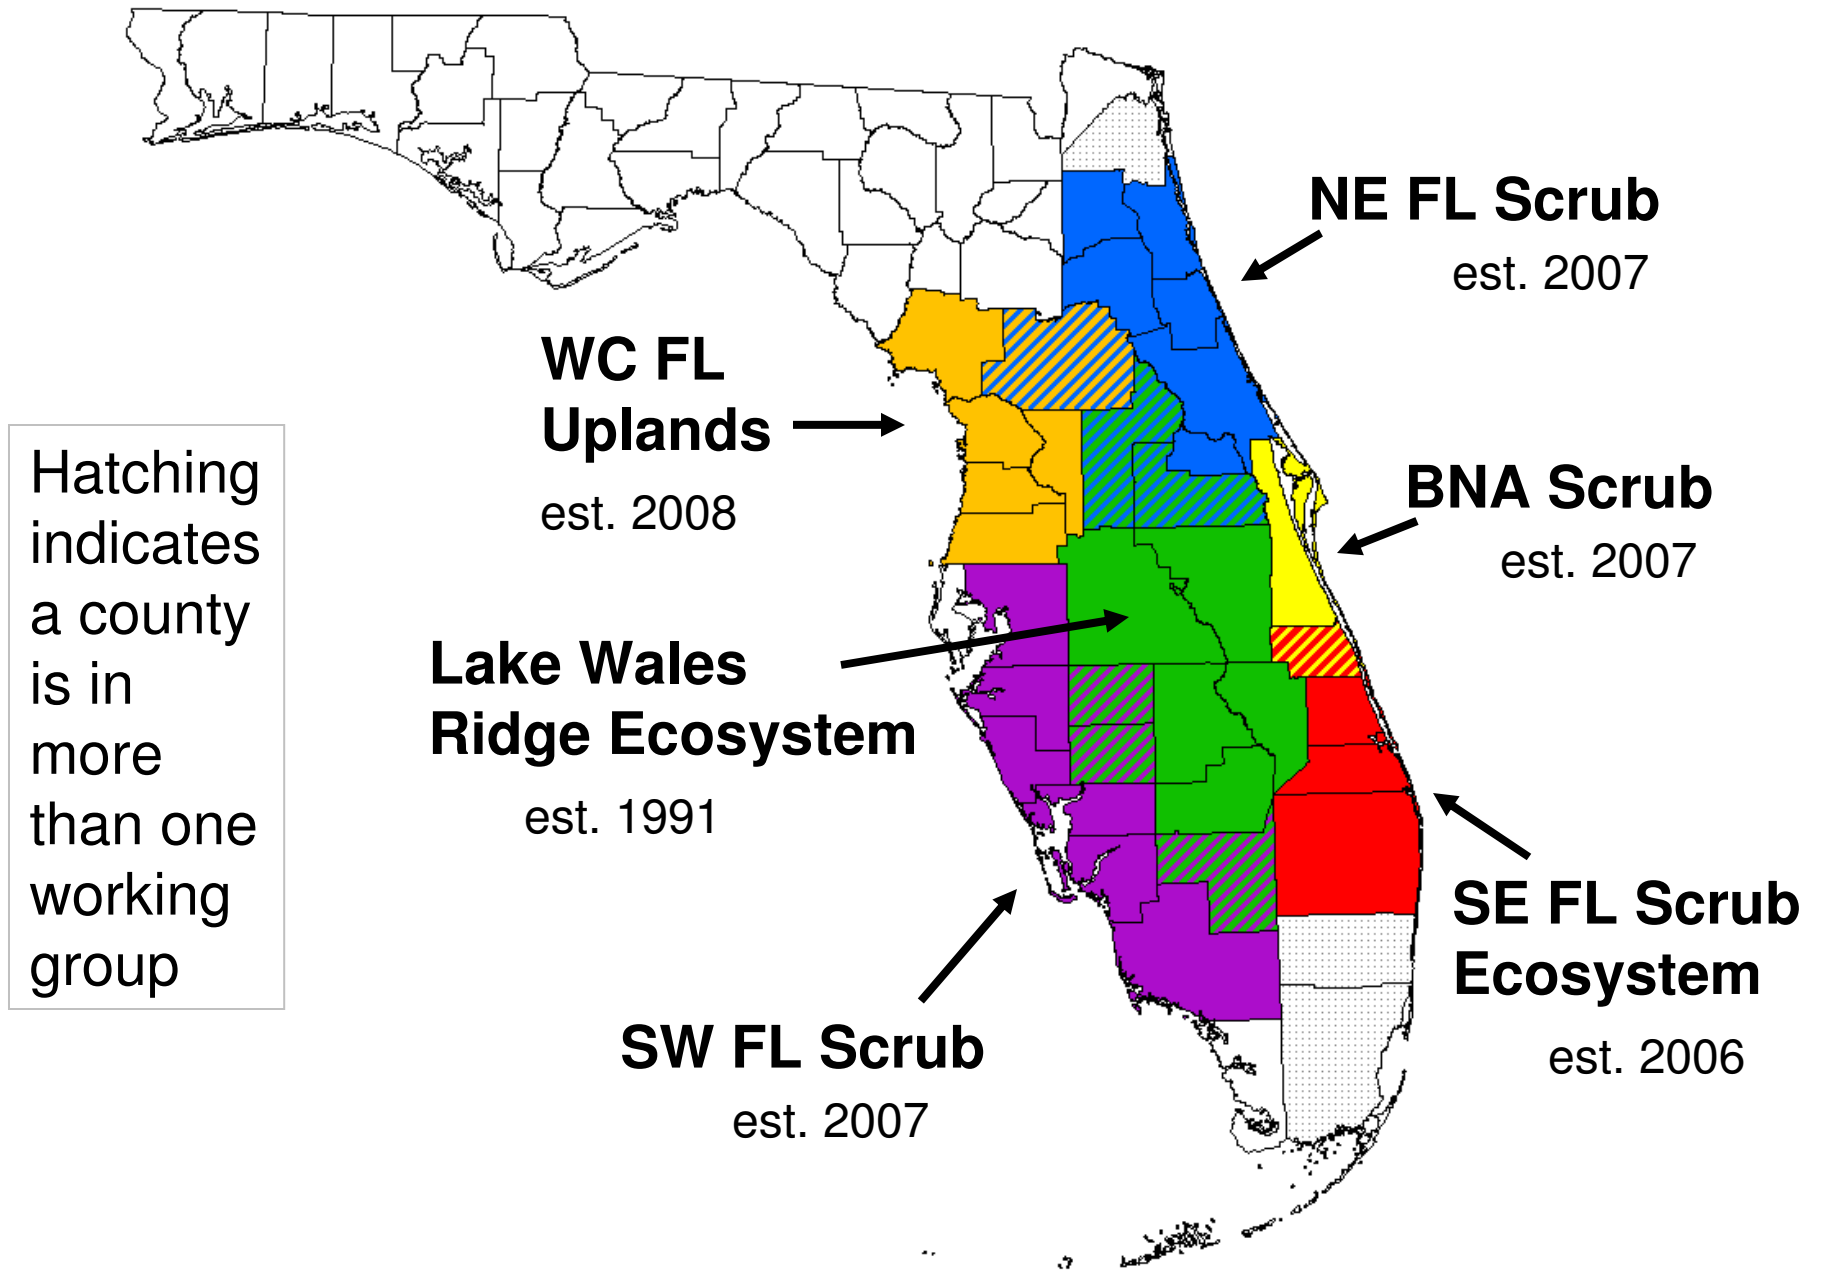 NE FL Scrub
est. 2007
WC FL
Uplands
est. 2008
Hatching
indicates
a county
is in
more
than one
working
group
BNA Scrub
est. 2007
Lake Wales
Ridge Ecosystem
est. 1991
SE FL Scrub
Ecosystem
est. 2006
SW FL Scrub
est. 2007